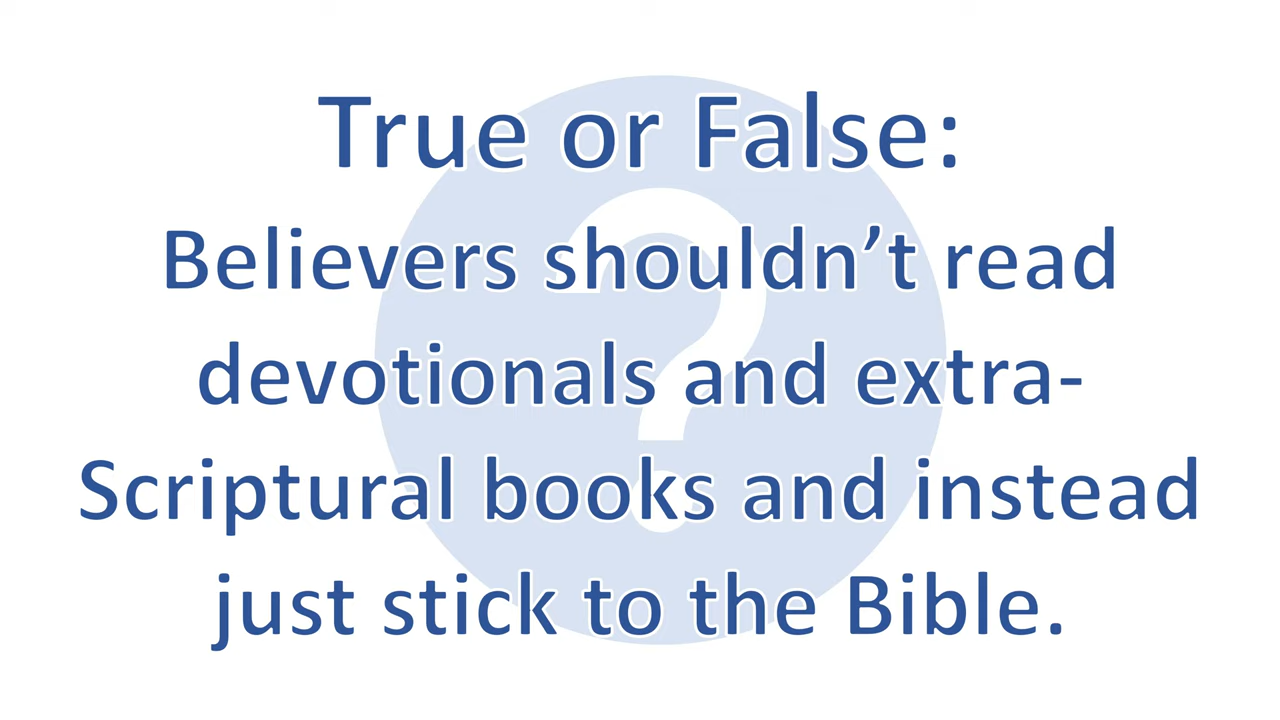 True or False:
Believers shouldn’t read
devotionals and extra-
Scriptural books and instead
just stick to the Bible.